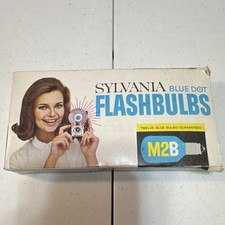 SYLVANIA
BLUE DOT
FLASHBULBS
TWELVE BLUE BULBS GUARANTEED
M2B